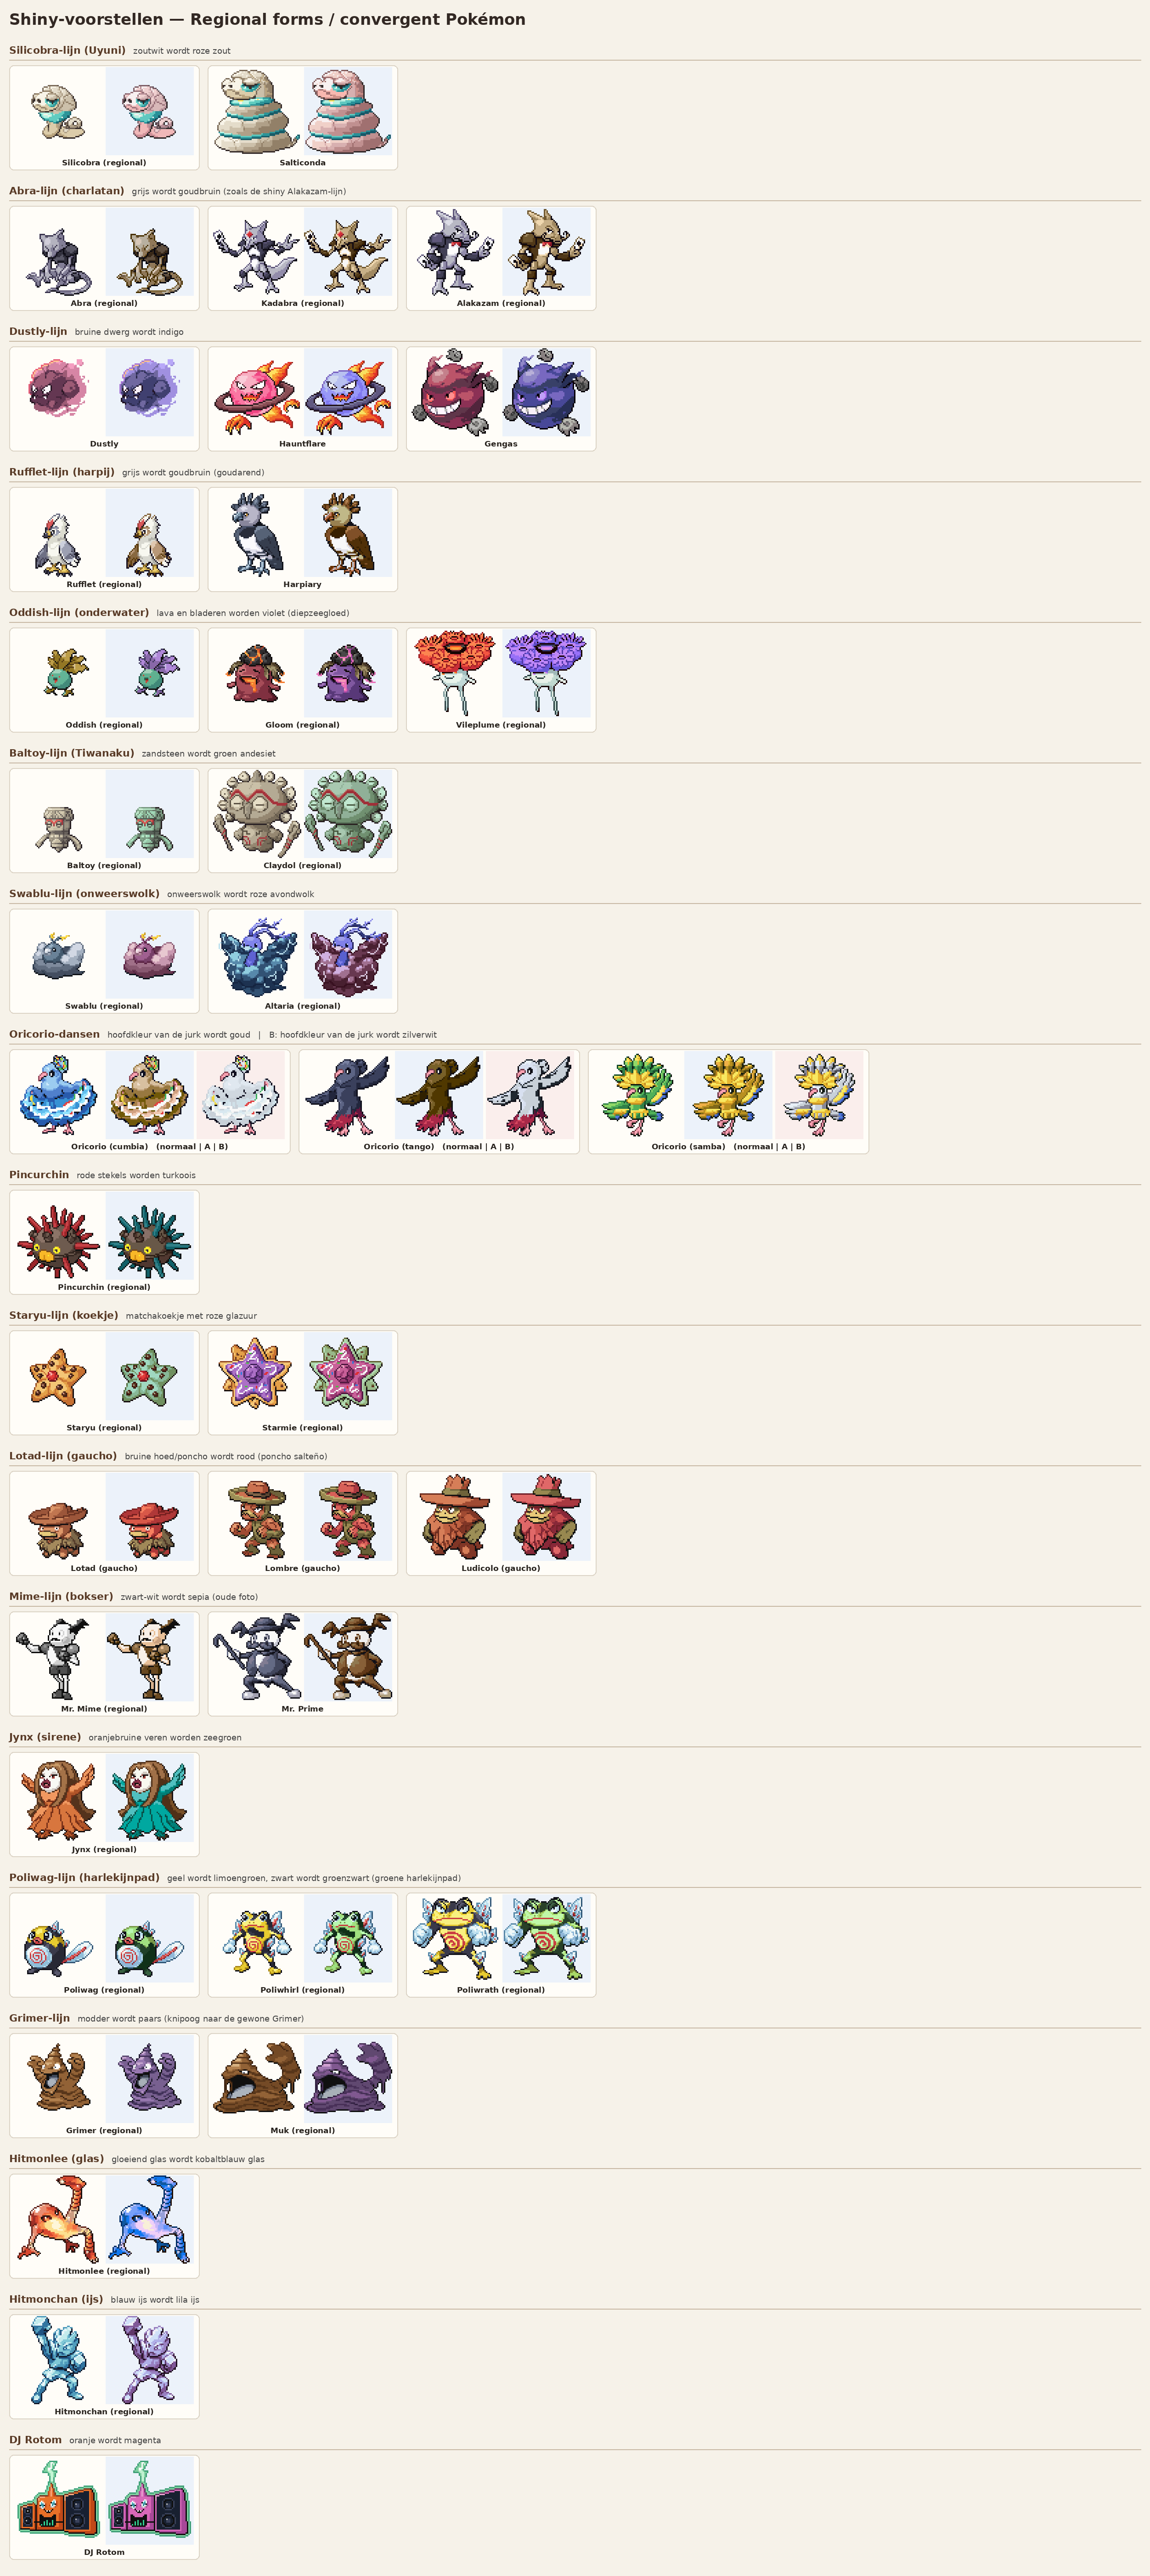 Shiny-voorstellen — Regional forms / convergent Pokémon
Silicobra-lijn (Uyuni) zoutwit wordt roze zout
Silicobra (regional) Salticonda
Abra-lijn (charlatan) grijs wordt goudbruin (zoals de shiny Alakazam-lijn)
Abra (regional) Kadabra (regional) Alakazam (regional)
Dustly-lijn bruine dwerg wordt indigo
Dustly Hauntflare Gengas
Rufflet-lijn (harpij) grijs wordt goudbruin (goudarend)
Rufflet (regional) Harpiary
Oddish-lijn (onderwater) lava en bladeren worden violet (diepzeegloed)
Oddish (regional) Gloom (regional) Vileplume (regional)
Baltoy-lijn (Tiwanaku) zandsteen wordt groen andesiet
Baltoy (regional) Claydol (regional)
Swablu-lijn (onweerswolk) onweerswolk wordt roze avondwolk
Swablu (regional) Altaria (regional)
Oricorio-dansen hoofdkleur van de jurk wordt goud | B: hoofdkleur van de jurk wordt zilverwit
Oricorio (cumbia) (normaal | A | B) Oricorio (tango) (normaal | A | B) Oricorio (samba) (normaal | A | B)
Pincurchin rode stekels worden turkoois
Pincurchin (regional)
Staryu-lijn (koekje) matchakoekje met roze glazuur
Staryu (regional) Starmie (regional)
Lotad-lijn (gaucho) bruine hoed/poncho wordt rood (poncho salteño)
Lotad (gaucho) Lombre (gaucho) Ludicolo (gaucho)
Mime-lijn (bokser) zwart-wit wordt sepia (oude foto)
Mr. Mime (regional) Mr. Prime
Jynx (sirene) oranjebruine veren worden zeegroen
Jynx (regional)
Poliwag-lijn (harlekijnpad) geel wordt limoengroen, zwart wordt groenzwart (groene harlekijnpad)
Poliwag (regional) Poliwhirl (regional) Poliwrath (regional)
Grimer-lijn modder wordt paars (knipoog naar de gewone Grimer)
Grimer (regional) Muk (regional)
Hitmonlee (glas) gloeiend glas wordt kobaltblauw glas
Hitmonlee (regional)
Hitmonchan (ijs) blauw ijs wordt lila ijs
Hitmonchan (regional)
DJ Rotom oranje wordt magenta
DJ Rotom